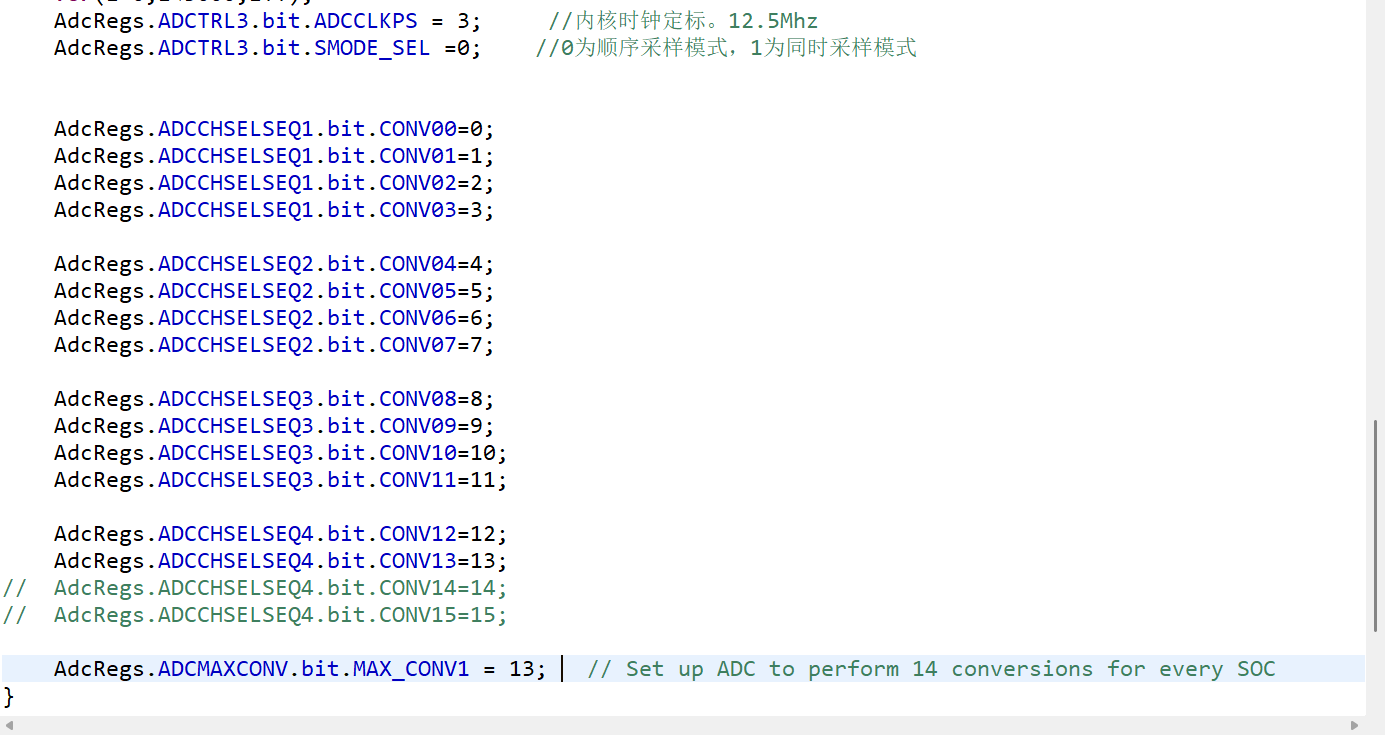 AdcRegs.ADCTRL3.bit.ADCCLKPS = 3;     //内核时钟定标。12.5Mhz
AdcRegs.ADCTRL3.bit.SMODE_SEL =0;    //0为顺序采样模式，1为同时采样模式
AdcRegs.ADCCHSELSEQ1.bit.CONV00=0;
AdcRegs.ADCCHSELSEQ1.bit.CONV01=1;
AdcRegs.ADCCHSELSEQ1.bit.CONV02=2;
AdcRegs.ADCCHSELSEQ1.bit.CONV03=3;
AdcRegs.ADCCHSELSEQ2.bit.CONV04=4;
AdcRegs.ADCCHSELSEQ2.bit.CONV05=5;
AdcRegs.ADCCHSELSEQ2.bit.CONV06=6;
AdcRegs.ADCCHSELSEQ2.bit.CONV07=7;
AdcRegs.ADCCHSELSEQ3.bit.CONV08=8;
AdcRegs.ADCCHSELSEQ3.bit.CONV09=9;
AdcRegs.ADCCHSELSEQ3.bit.CONV10=10;
AdcRegs.ADCCHSELSEQ3.bit.CONV11=11;
AdcRegs.ADCCHSELSEQ4.bit.CONV12=12;
AdcRegs.ADCCHSELSEQ4.bit.CONV13=13;
//  AdcRegs.ADCCHSELSEQ4.bit.CONV14=14;
//  AdcRegs.ADCCHSELSEQ4.bit.CONV15=15;
AdcRegs.ADCMAXCONV.bit.MAX_CONV1 = 13;   // Set up ADC to perform 14 conversions for every SOC
}